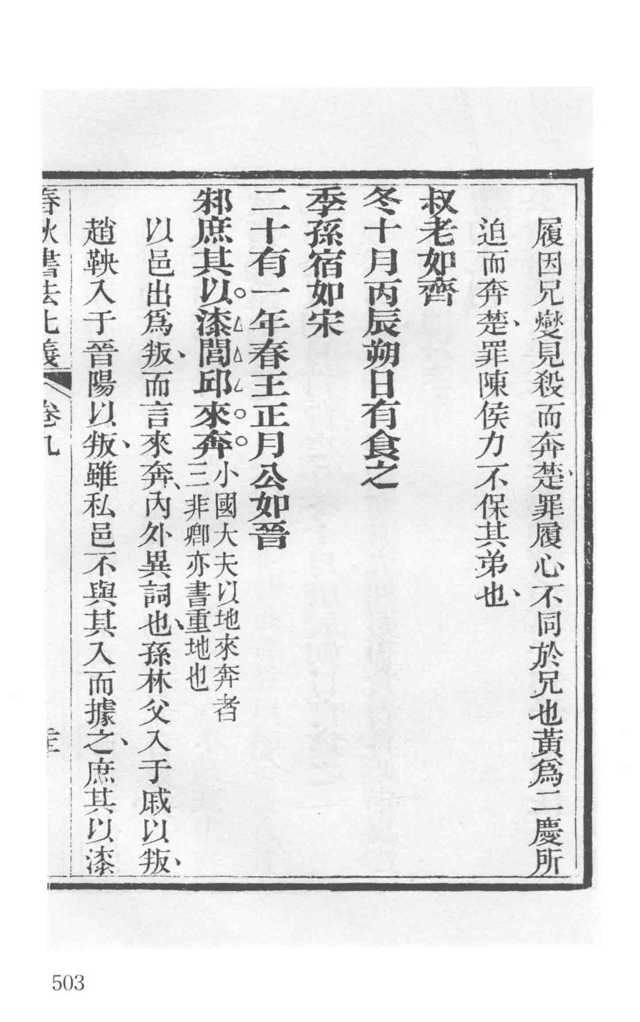 履因兄燮見殺而奔楚罪履心不同於兄也黃爲二慶所
迫而奔楚罪陳侯力不保其弟也
叔老如齊
冬十月丙辰朔日有食之
季孫宿如宋
二十有一年春王正月公如晉
邾庶其以漆閭邱來奔
小國大夫以地來奔者
三非卿亦書重地也
以邑出爲叛而言來奔內外異詞也孫林父入于戚以叛
趙鞅入于晉陽以叛雖私邑不與其入而據之庶其以漆
春秋書法比義
卷九
503